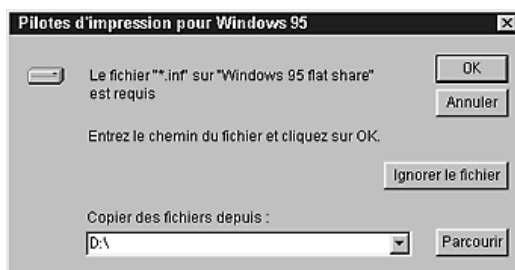 Pilotes d'impression pour Windows 95
Le fichier "*.inf" sur "Windows 95 flat share"
est requis
OK
Annuler
Entrez le chemin du fichier et cliquez sur OK.
Ignorer le fichier
Copier des fichiers depuis :
D:\
Parcourir